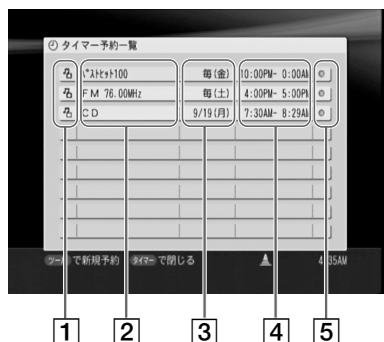 タイマー予約一覧
ﾍﾞｽﾄﾋｯﾄ100 毎(金) 10:00PM- 0:00AM
FM 76.00MHz 毎(土) 4:00PM- 5:00PM
CD 9/19(月) 7:30AM- 8:29AM
ツール で新規予約 タイマー で閉じる 4:35AM
1 2 3 4 5